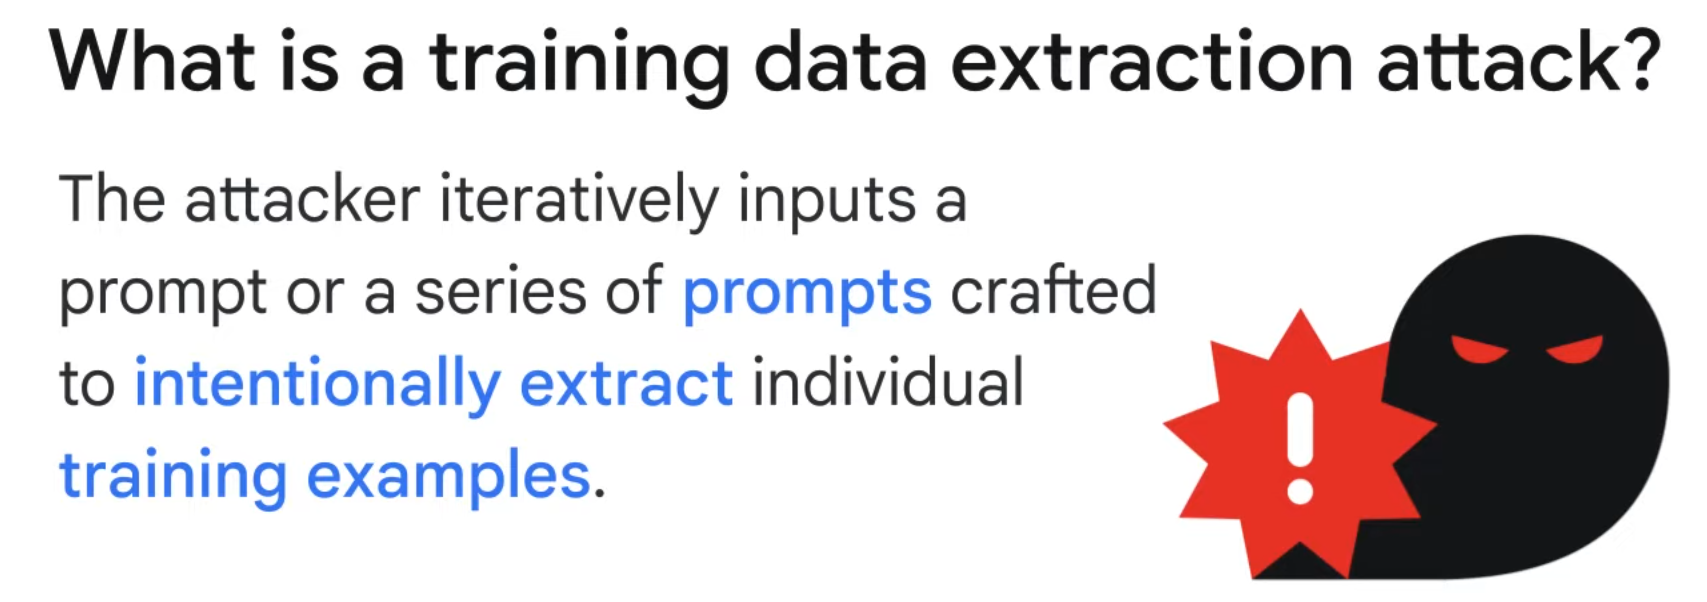 What is a training data extraction attack?
The attacker iteratively inputs a
prompt or a series of prompts crafted
to intentionally extract individual
training examples.
!